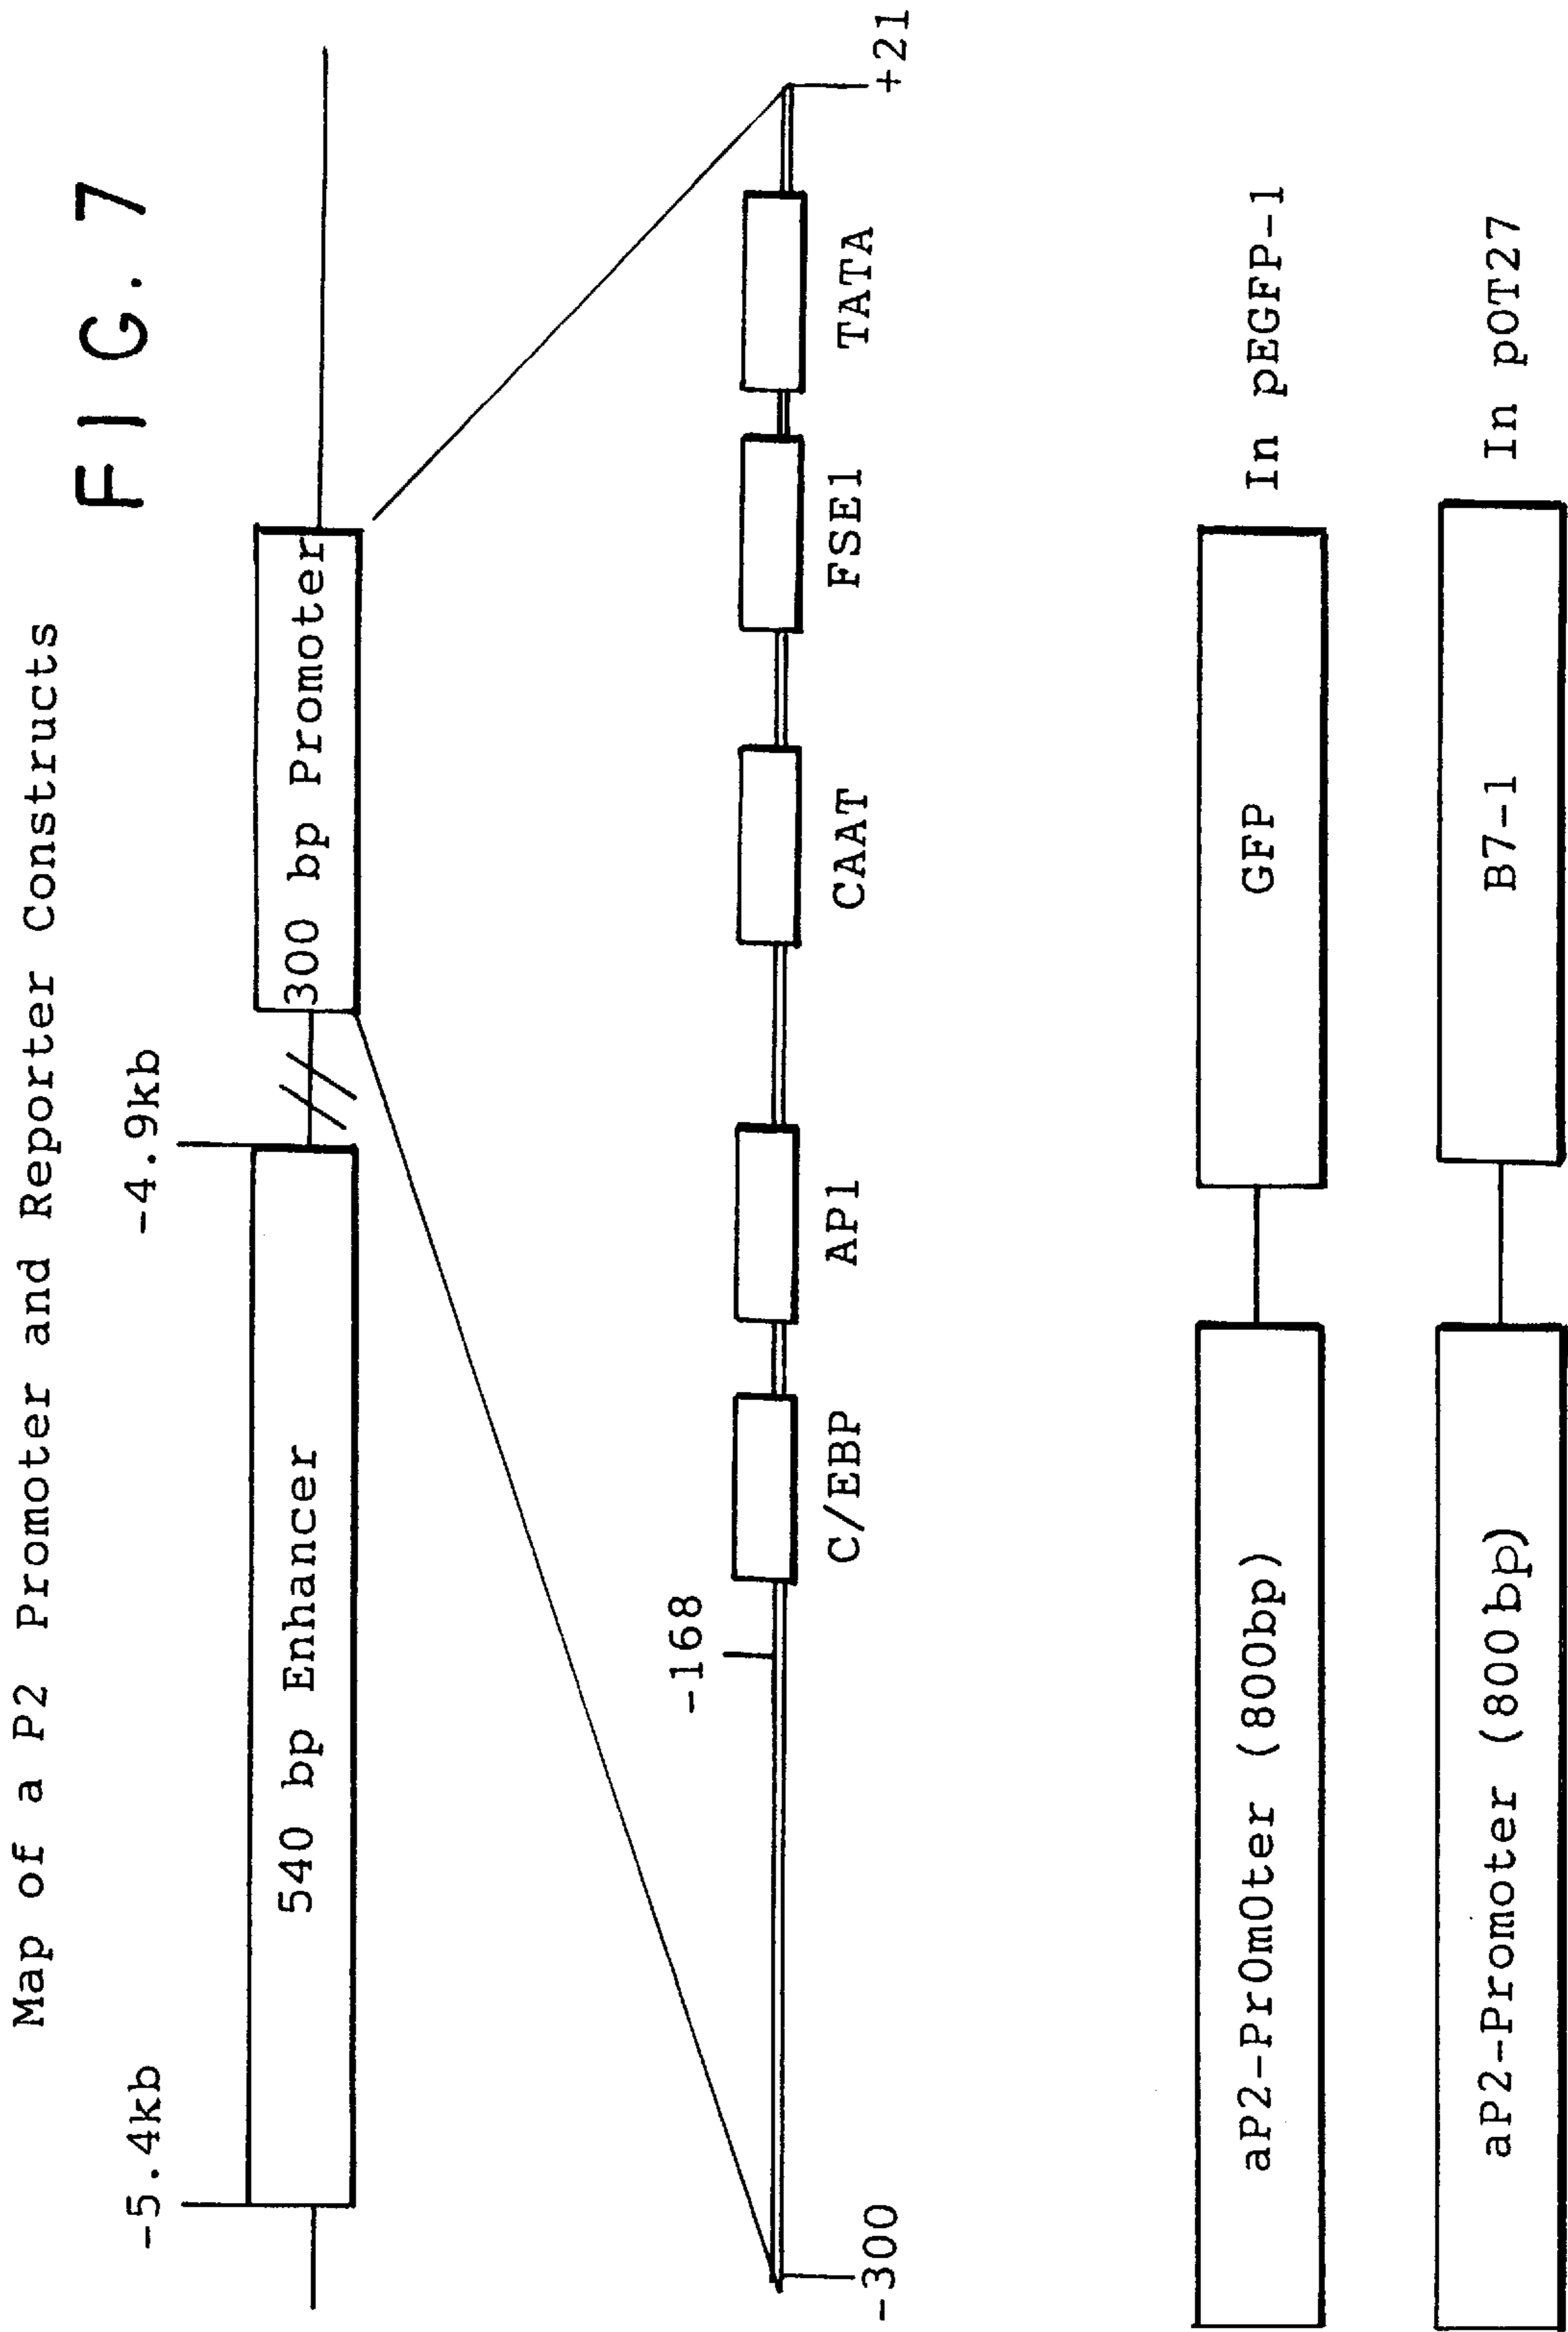 Map of a P2 Promoter and Reporter Constructs
FIG. 7
-5.4kb
-4.9kb
540 bp Enhancer
300 bp Promoter
-168
-300
+21
C/EBP
AP1
CAAT
FSE1
TATA
aP2-Pr0m0ter (800bp)
GFP
In pEGFP-1
aP2-Promoter (800bp)
B7-1
In pOT27